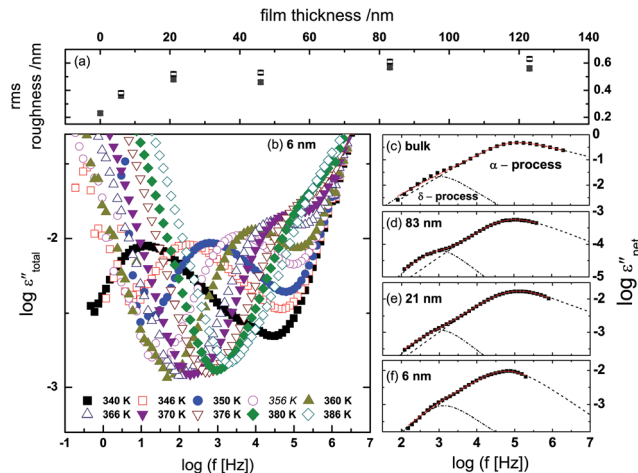 film thickness /nm
0 20 40 60 80 100 120 140
(a)
rms
roughness /nm
0.6
0.4
0.2
(b) 6 nm
log ε″total
-2
-3
340 K 346 K 350 K 356 K 360 K
366 K 370 K 376 K 380 K 386 K
-1 0 1 2 3 4 5 6 7
log (f [Hz])
(c) bulk
α – process
δ – process
0
-1
-2
(d) 83 nm
-3
-4
-5
(e) 21 nm
-2
-3
(f) 6 nm
-2
-3
log ε″net
2 3 4 5 6 7
log (f [Hz])